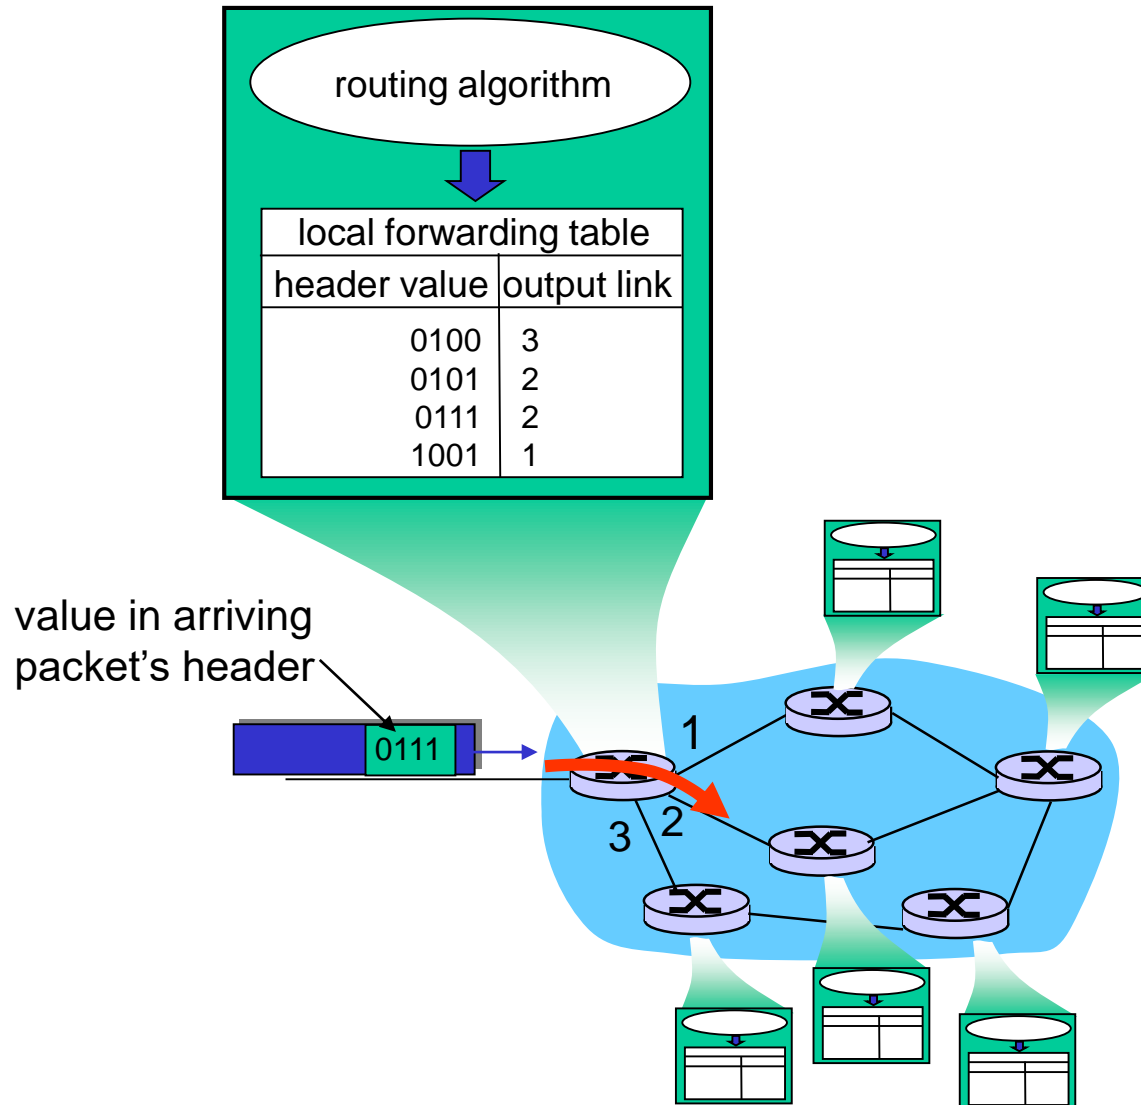 routing algorithm
local forwarding table
header value output link
0100 3
0101 2
0111 2
1001 1
value in arriving
packet’s header
0111
1
2
3